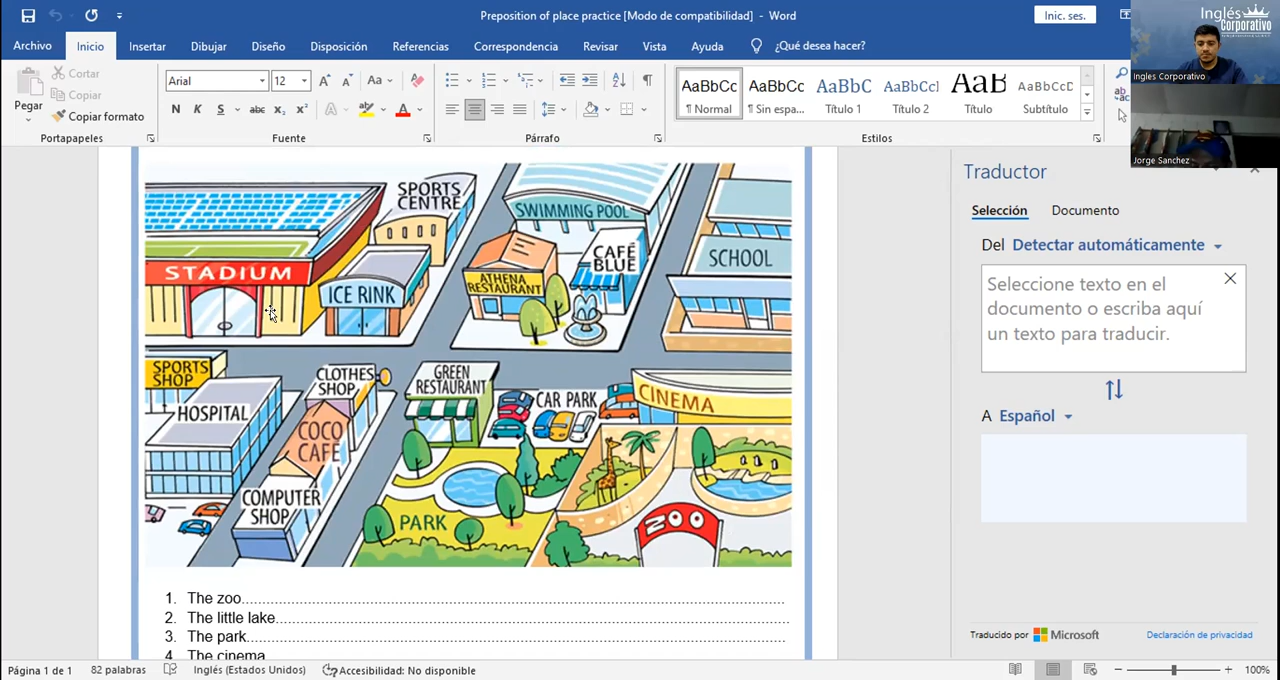 Preposition of place practice [Modo de compatibilidad] - Word
Inic. ses.
Inglés
Corporativo
Archivo Inicio Insertar Dibujar Diseño Disposición Referencias Correspondencia Revisar Vista Ayuda ¿Qué desea hacer?
Ingles Corporativo
Jorge Sanchez
Pegar
Cortar
Copiar
Copiar formato
Portapapeles
Arial 12
N K S abc x₂ x²
Fuente
Párrafo
AaBbCc AaBbCc AaBbC AaBbCcI AaB AaBbCcD
¶ Normal ¶ Sin espa... Título 1 Título 2 Título Subtítulo
Estilos
SPORTS
CENTRE
SWIMMING POOL
STADIUM
ICE RINK
ATHENA
RESTAURANT
CAFÉ
BLUE
SCHOOL
SPORTS
SHOP
HOSPITAL
CLOTHES
SHOP
COCO
CAFÉ
COMPUTER
SHOP
GREEN
RESTAURANT
CAR PARK
CINEMA
PARK
ZOO
1. The zoo
2. The little lake
3. The park
4. The cinema
Traductor
Selección Documento
Del Detectar automáticamente
Seleccione texto en el
documento o escriba aquí
un texto para traducir.
A Español
Traducido por Microsoft Declaración de privacidad
Página 1 de 1 82 palabras Inglés (Estados Unidos) Accesibilidad: No disponible 100%